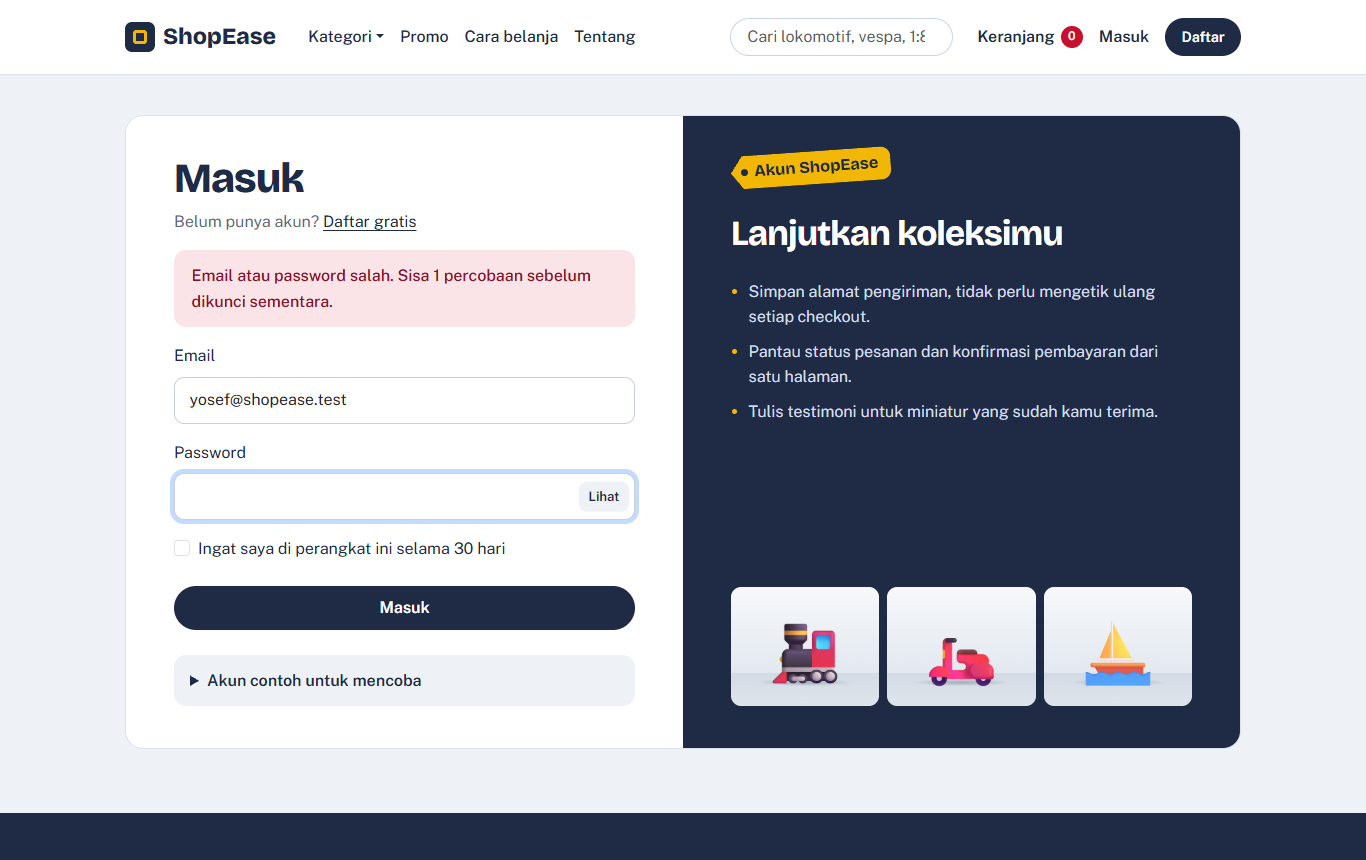 ShopEase
Kategori
Promo
Cara belanja
Tentang
Cari lokomotif, vespa, 1:8
Keranjang 0
Masuk
Daftar
Masuk
Belum punya akun? Daftar gratis
Email atau password salah. Sisa 1 percobaan sebelum
dikunci sementara.
Email
yosef@shopease.test
Password
Lihat
Ingat saya di perangkat ini selama 30 hari
Masuk
Akun contoh untuk mencoba
Akun ShopEase
Lanjutkan koleksimu
• Simpan alamat pengiriman, tidak perlu mengetik ulang
setiap checkout.
• Pantau status pesanan dan konfirmasi pembayaran dari
satu halaman.
• Tulis testimoni untuk miniatur yang sudah kamu terima.